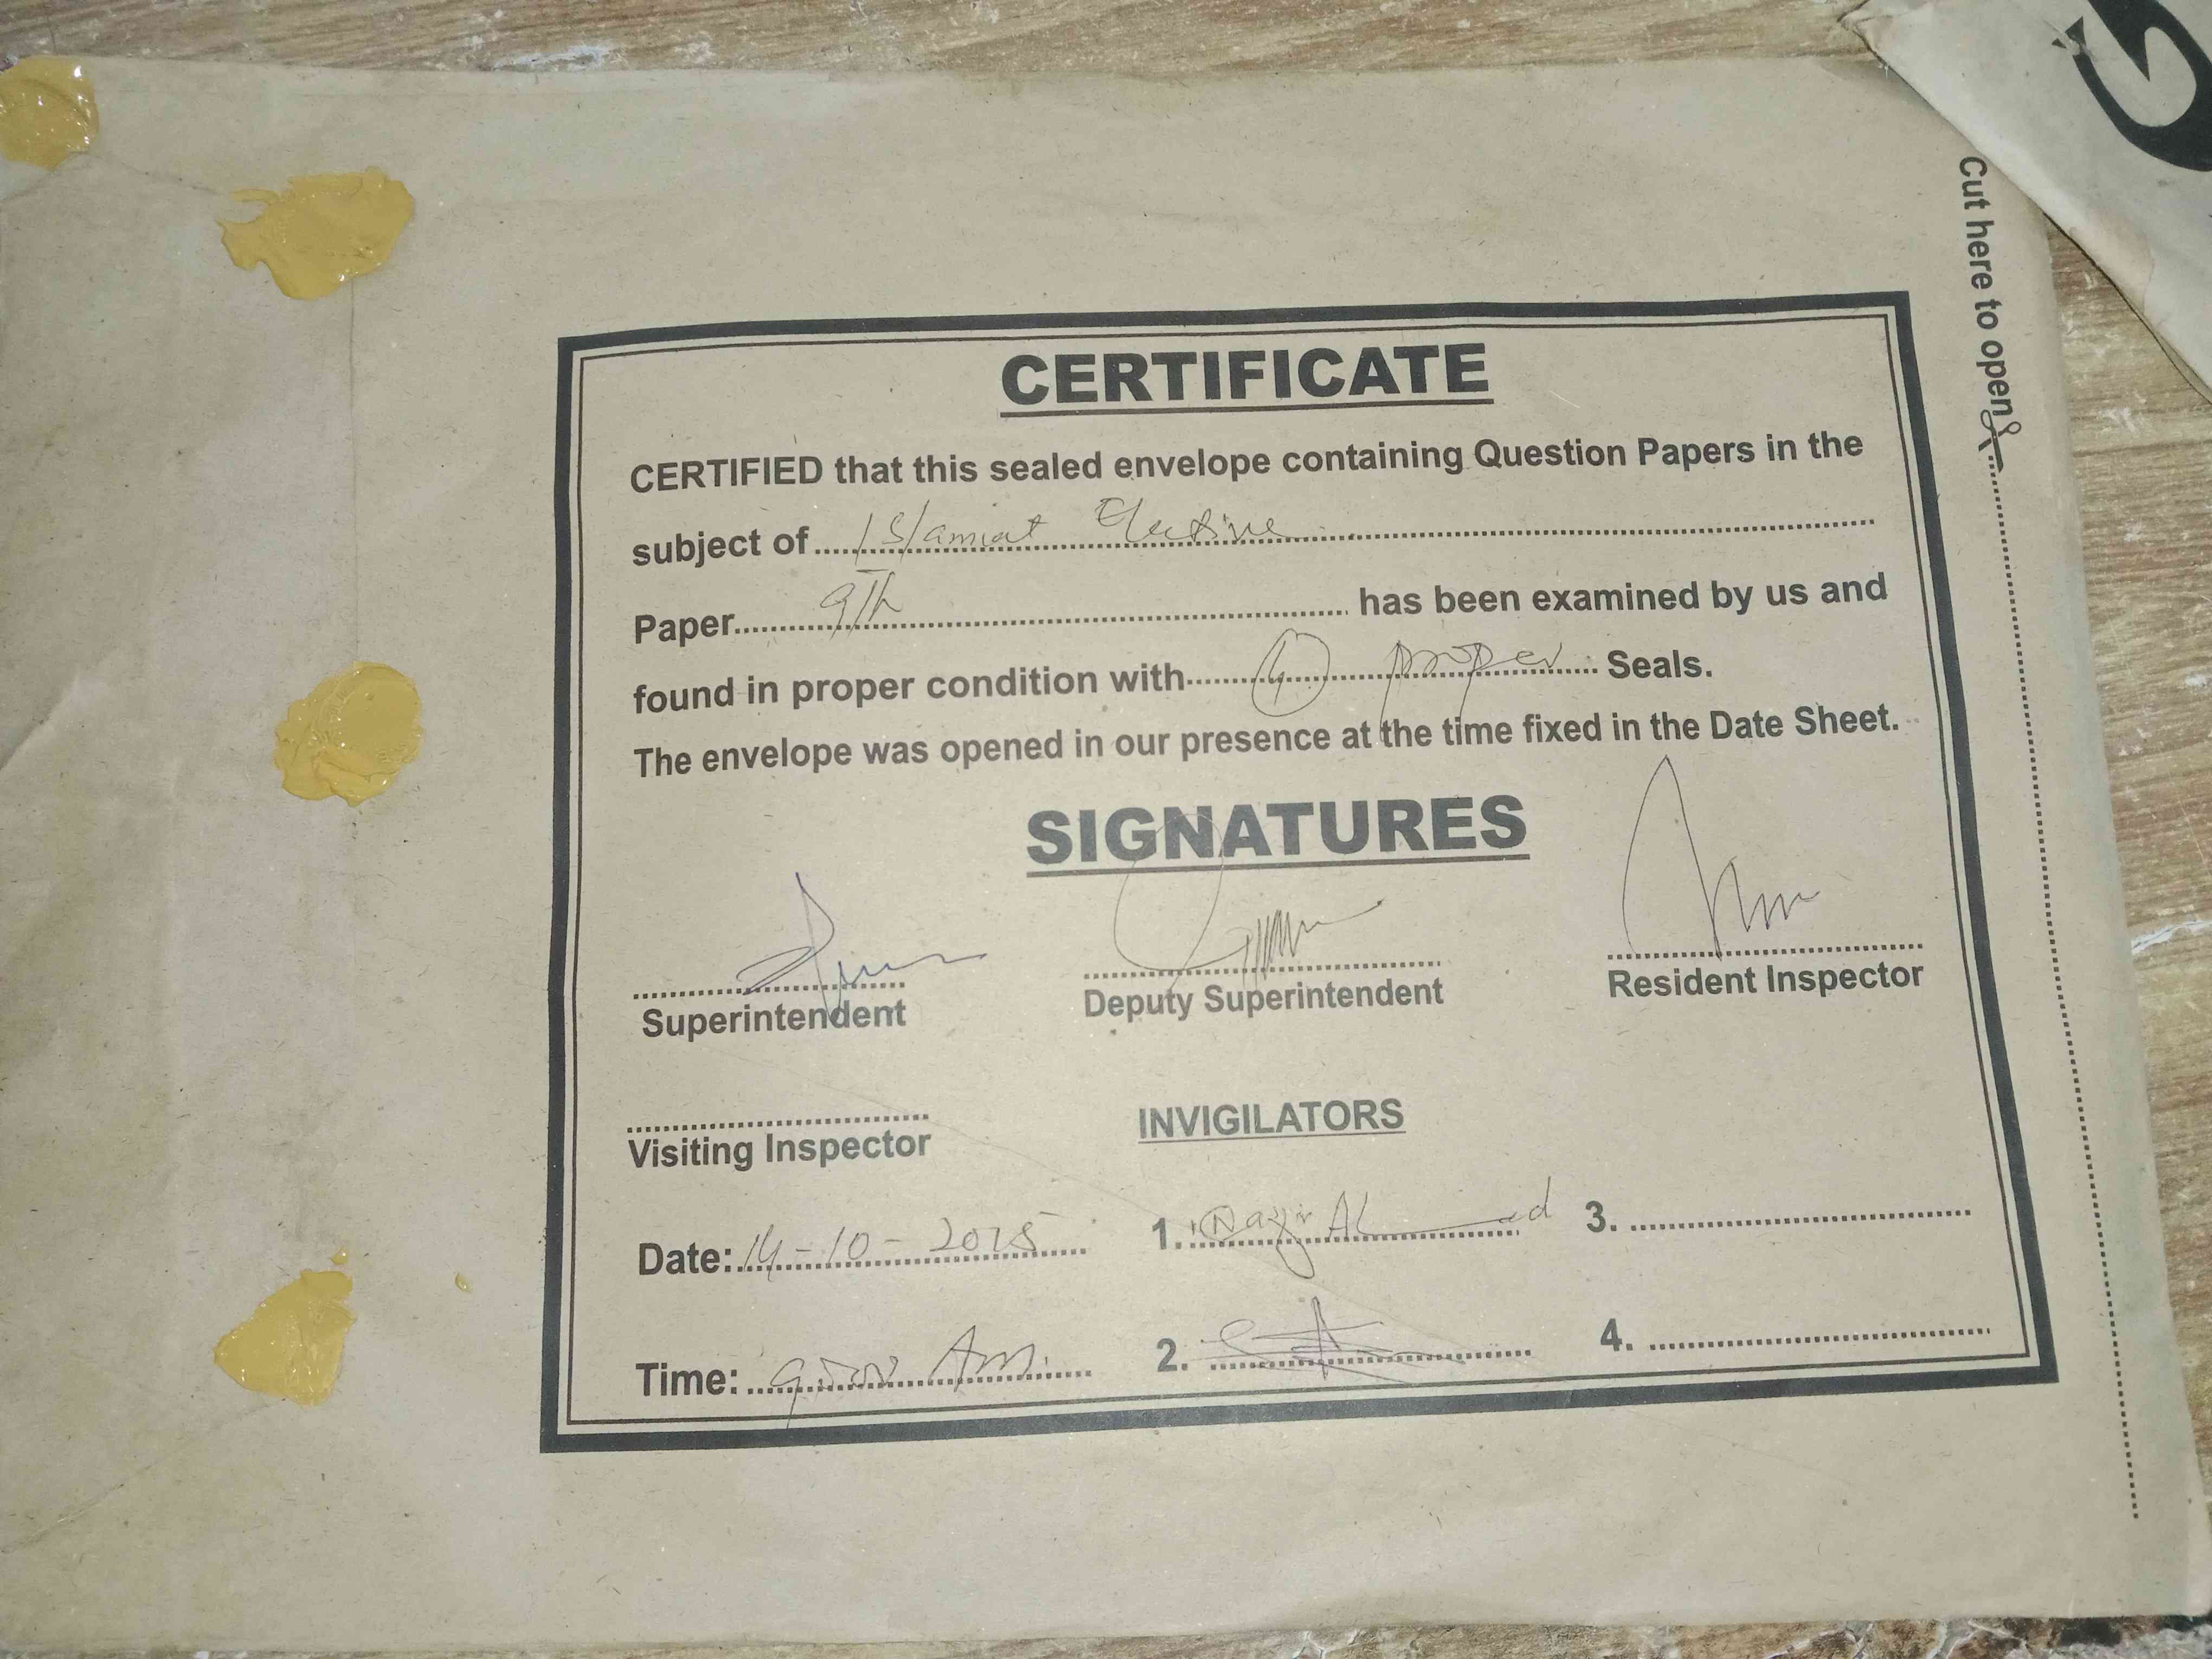 Cut here to open
CERTIFICATE
CERTIFIED that this sealed envelope containing Question Papers in the
subject of Islamiat Elective
Paper 9Th has been examined by us and
found in proper condition with proper Seals.
The envelope was opened in our presence at the time fixed in the Date Sheet.
SIGNATURES
Superintendent
Deputy Superintendent
Resident Inspector
Visiting Inspector
INVIGILATORS
Date: 14-10-2025
1.
3.
Time: Am
2.
4.